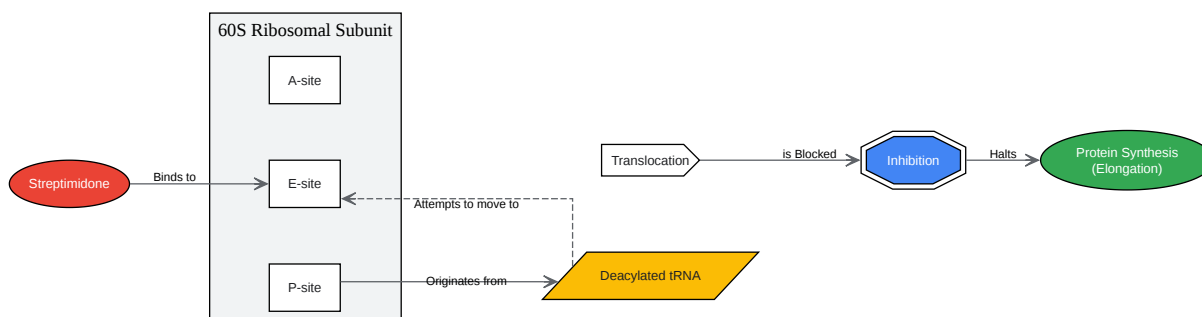 60S Ribosomal Subunit
A-site
Streptimidone
Binds to
E-site
Attempts to move to
P-site
Originates from
Deacylated tRNA
Translocation
is Blocked
Inhibition
Halts
Protein Synthesis
(Elongation)